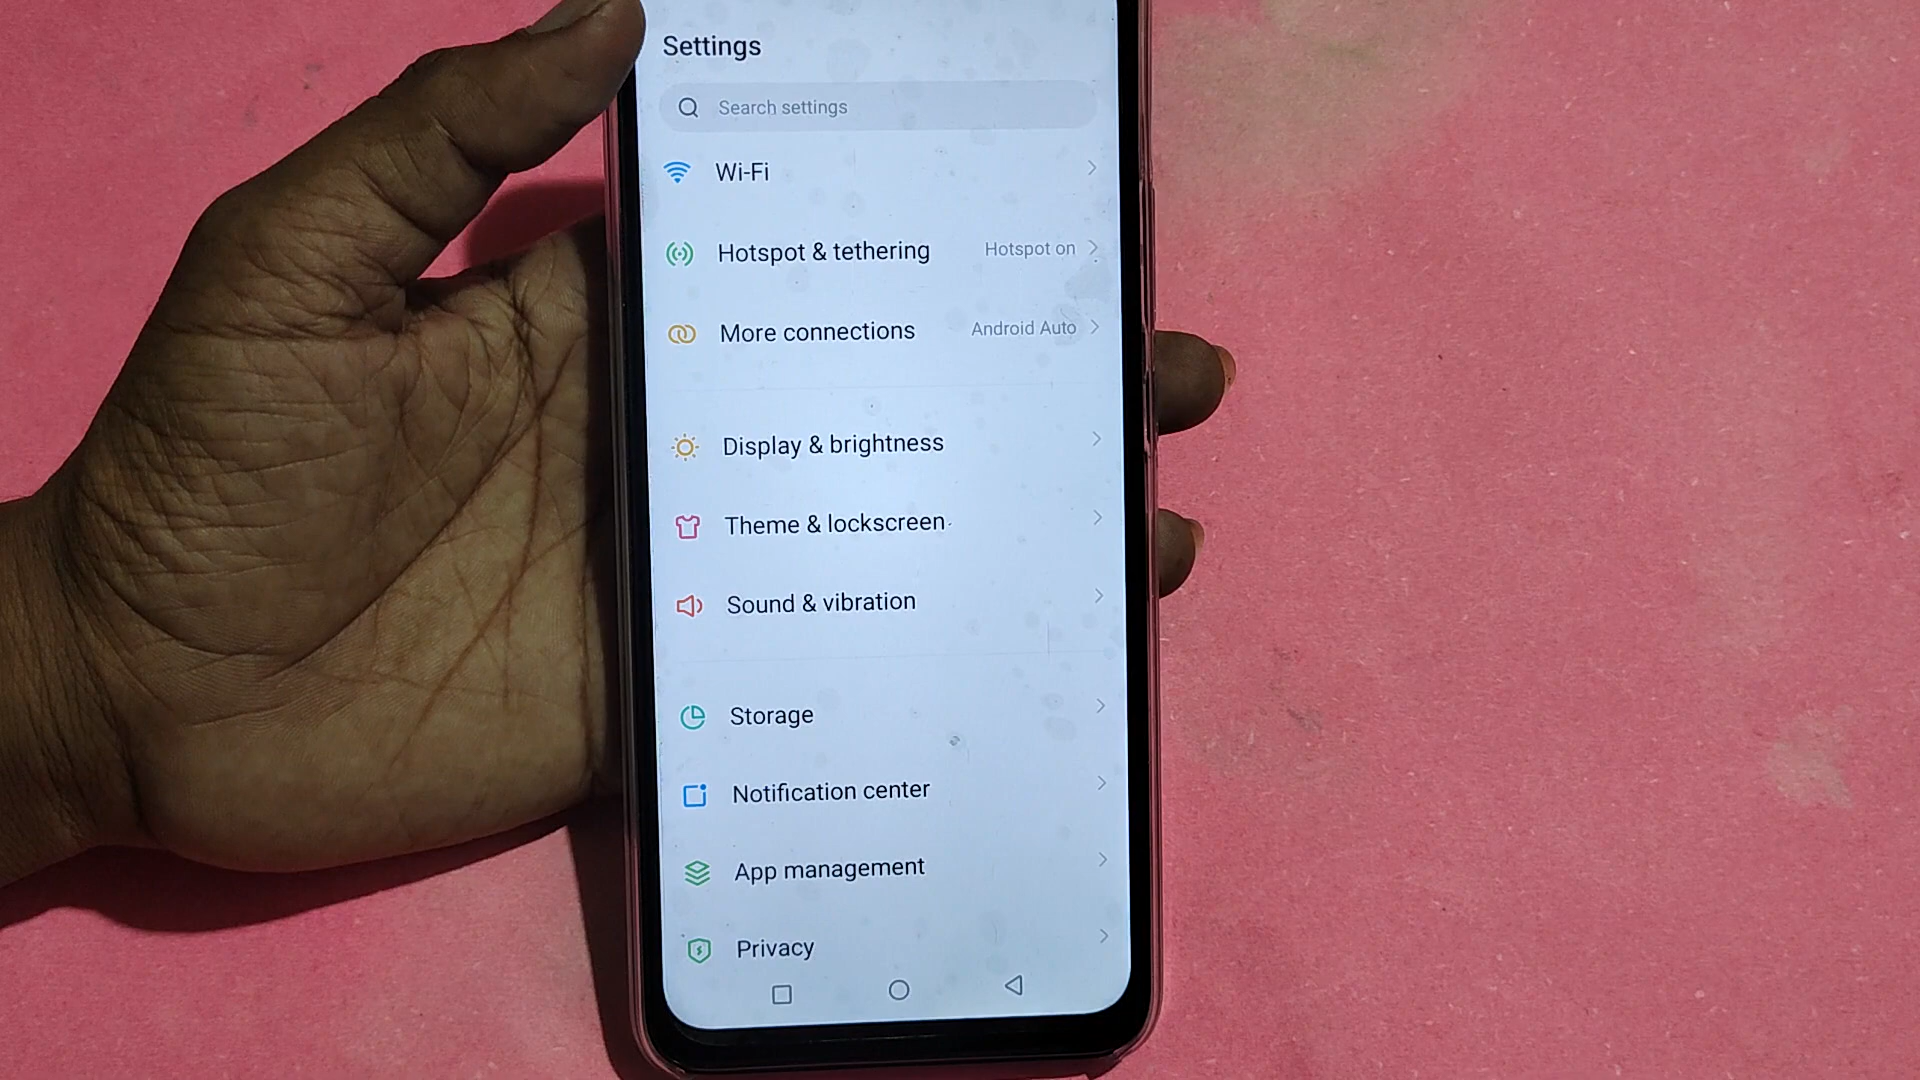 Settings
Search settings
Wi-Fi
Hotspot & tethering Hotspot on
More connections Android Auto
Display & brightness
Theme & lockscreen
Sound & vibration
Storage
Notification center
App management
Privacy